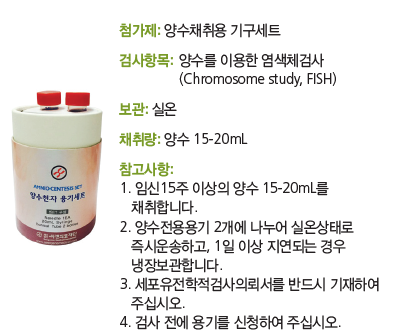 첨가제: 양수채취용 기구세트
검사항목: 양수를 이용한 염색체검사
(Chromosome study, FISH)
보관: 실온
채취량: 양수 15-20mL
참고사항:
1. 임신15주 이상의 양수 15-20mL를
채취합니다.
2. 양수전용용기 2개에 나누어 실온상태로
즉시운송하고, 1일 이상 지연되는 경우
냉장보관합니다.
3. 세포유전학적검사의뢰서를 반드시 기재하여
주십시오.
4. 검사 전에 용기를 신청하여 주십시오.
AMNIO-CENTESIS SET
양수천자 용기세트